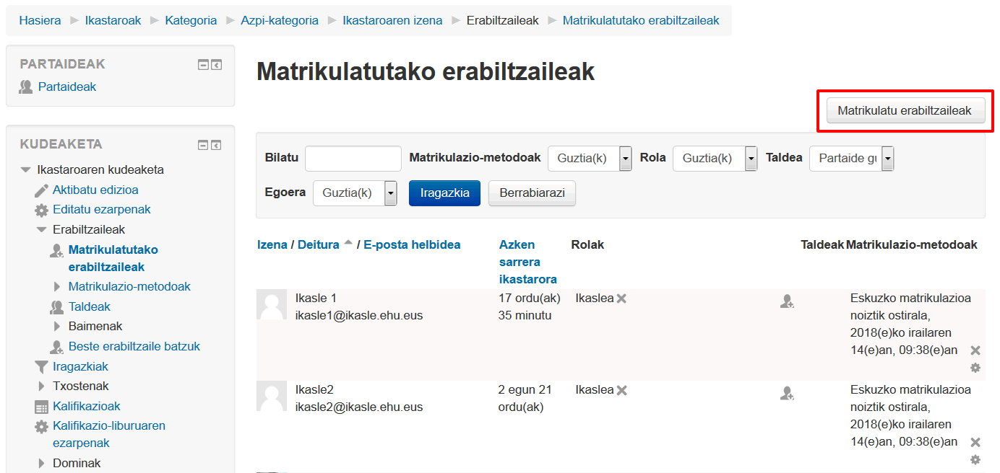 Hasiera Ikastaroak Kategoria Azpi-kategoria Ikastaroaren izena Erabiltzaileak Matrikulatutako erabiltzaileak
PARTAIDEAK
Partaideak
KUDEAKETA
Ikastaroaren kudeaketa
Aktibatu edizioa
Editatu ezarpenak
Erabiltzaileak
Matrikulatutako
erabiltzaileak
Matrikulazio-metodoak
Taldeak
Baimenak
Beste erabiltzaile batzuk
Iragazkiak
Txostenak
Kalifikazioak
Kalifikazio-liburuaren
ezarpenak
Dominak
Matrikulatutako erabiltzaileak
Matrikulatu erabiltzaileak
Bilatu Matrikulazio-metodoak Guztia(k) Rola Guztia(k) Taldea Partaide gu
Egoera Guztia(k) Iragazkia Berrabiarazi
Izena / Deitura / E-posta helbidea Azken Rolak Taldeak Matrikulazio-metodoak
sarrera
ikastarora
Ikasle 1 17 ordu(ak) Ikaslea Eskuzko matrikulazioa
ikasle1@ikasle.ehu.eus 35 minutu noiztik ostirala,
2018(e)ko irailaren
14(e)an, 09:38(e)an
Ikasle2 2 egun 21 Ikaslea Eskuzko matrikulazioa
ikasle2@ikasle.ehu.eus ordu(ak) noiztik ostirala,
2018(e)ko irailaren
14(e)an, 09:38(e)an